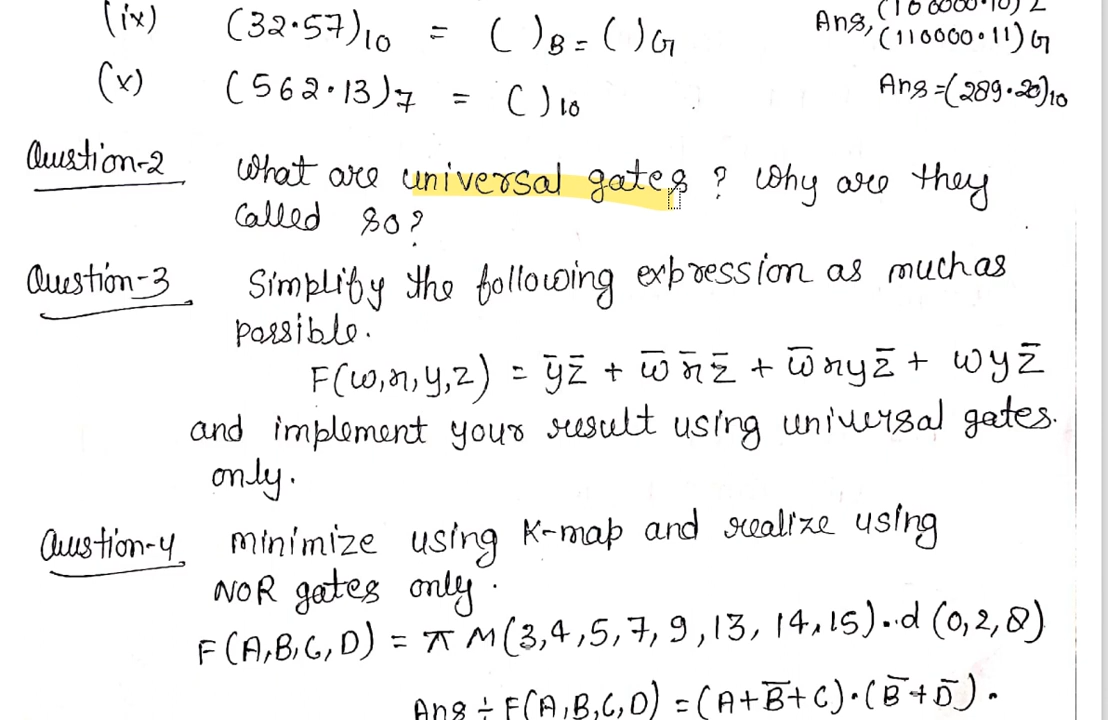 (ix) (32.57)10 = ( )B = ( )G Ans, (100000.10)2
(110000.11)G
(x) (562.13)7 = ( )10 Ans = (289.20)10
Question-2 What are universal gates ? Why are they
called so?
Question-3 Simplify the following expression as much as
possible.
F(w,x,y,z) = y̅z̅ + w̅x̅z̅ + w̅xyz̅ + wyz̅
and implement your result using universal gates
only.
Question-4 minimize using K-map and realize using
NOR gates only.
F(A,B,C,D) = πM(3,4,5,7,9,13,14,15)..d(0,2,8)
Ans ÷ F(A,B,C,D) = (A+B̅+C).(B̅+D̅).